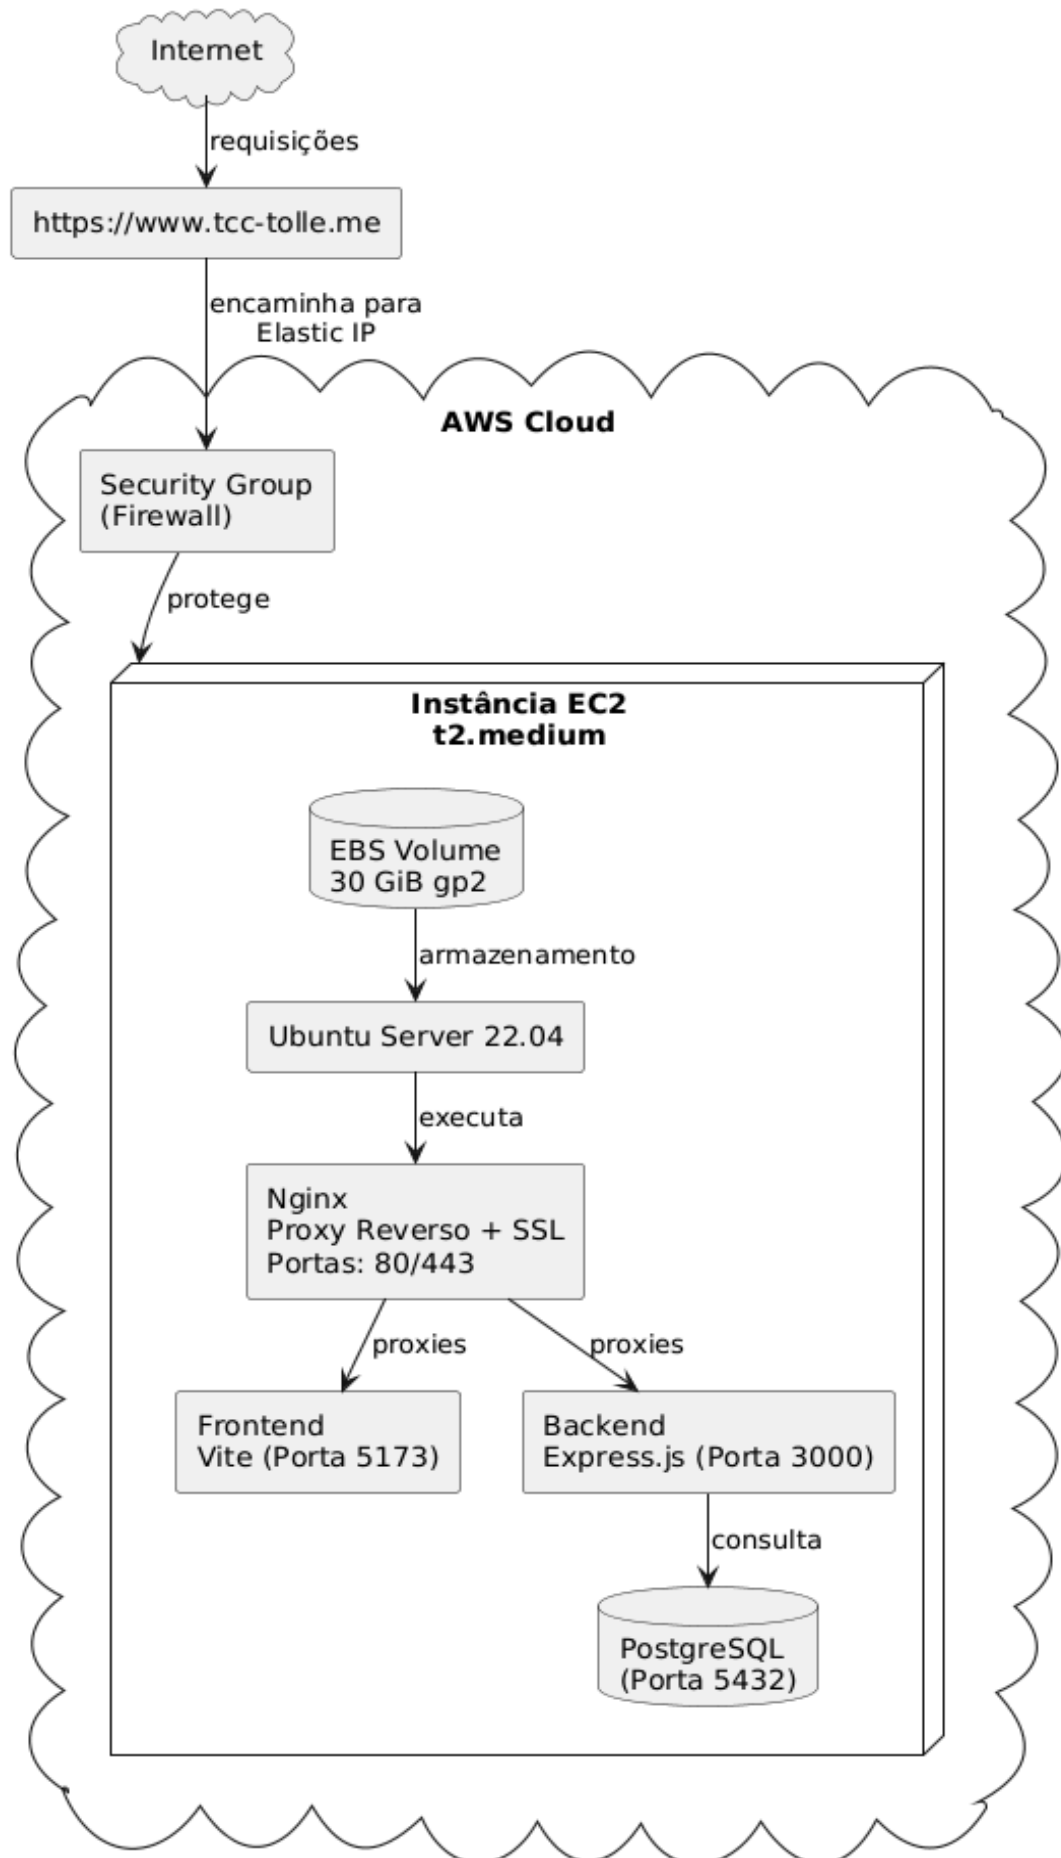 Internet
requisições
https://www.tcc-tolle.me
encaminha para
Elastic IP
AWS Cloud
Security Group
(Firewall)
protege
Instância EC2
t2.medium
EBS Volume
30 GiB gp2
armazenamento
Ubuntu Server 22.04
executa
Nginx
Proxy Reverso + SSL
Portas: 80/443
proxies
proxies
Frontend
Vite (Porta 5173)
Backend
Express.js (Porta 3000)
consulta
PostgreSQL
(Porta 5432)